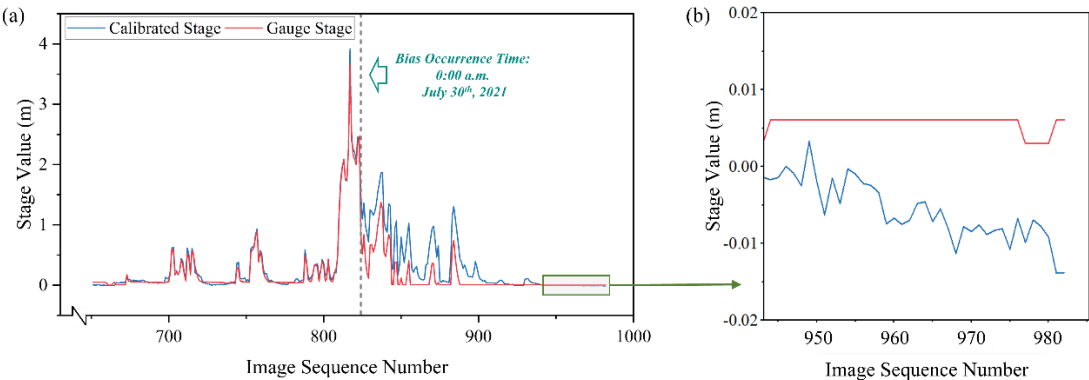 (a)
Calibrated Stage
Gauge Stage
Bias Occurrence Time:
0:00 a.m.
July 30th, 2021
Stage Value (m)
4
3
2
1
0
700
800
900
1000
Image Sequence Number
(b)
Stage Value (m)
0.02
0.01
0.00
-0.01
-0.02
950
960
970
980
Image Sequence Number